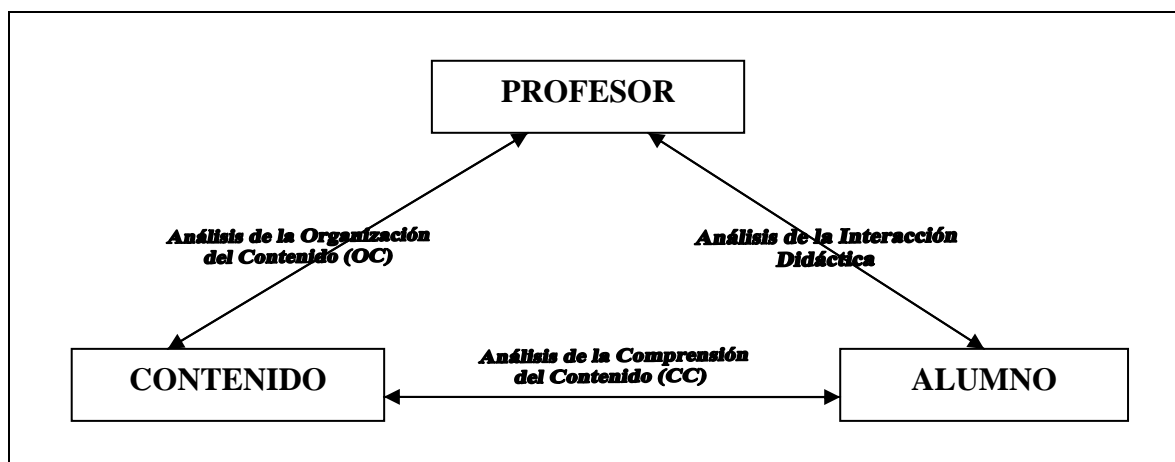 PROFESOR
Análisis de la Organización
del Contenido (OC)
Análisis de la Interacción
Didáctica
CONTENIDO
Análisis de la Comprensión
del Contenido (CC)
ALUMNO